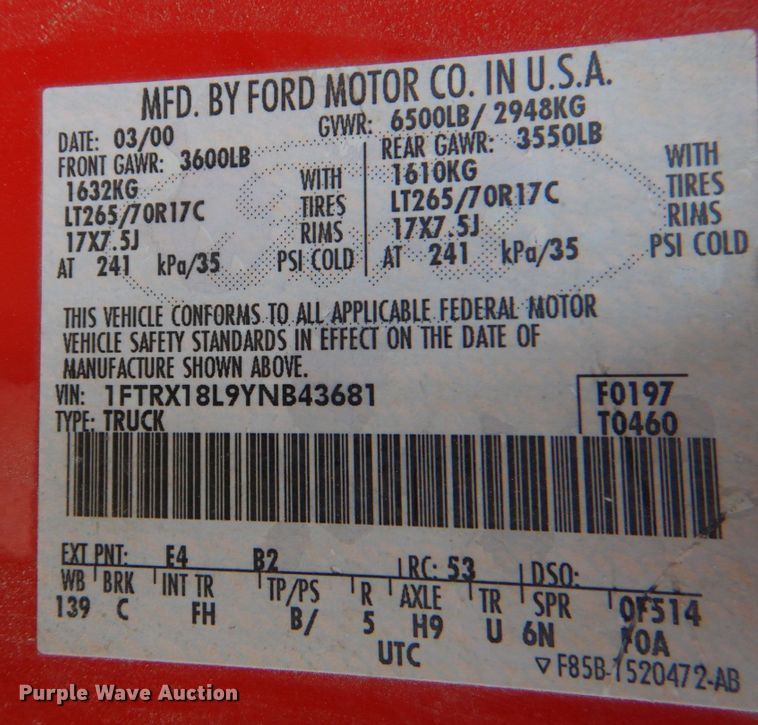 MFD. BY FORD MOTOR CO. IN U.S.A.
DATE: 03/00 GVWR: 6500LB/ 2948KG
FRONT GAWR: 3600LB REAR GAWR: 3550LB
1632KG WITH 1610KG WITH
LT265/70R17C TIRES LT265/70R17C TIRES
17X7.5J RIMS 17X7.5J RIMS
AT 241 kPa/35 PSI COLD AT 241 kPa/35 PSI COLD
THIS VEHICLE CONFORMS TO ALL APPLICABLE FEDERAL MOTOR
VEHICLE SAFETY STANDARDS IN EFFECT ON THE DATE OF
MANUFACTURE SHOWN ABOVE.
VIN: 1FTRX18L9YNB43681 F0197
TYPE: TRUCK T0460
EXT PNT: E4 B2 RC: 53 DSO:
WB BRK INT TR TP/PS R AXLE TR SPR 0F514
139 C FH B/ 5 H9 U 6N 70A
UTC F85B-1520472-AB
Purple Wave Auction